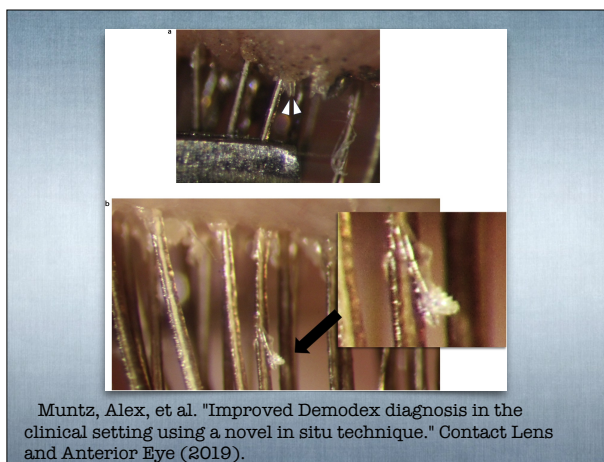 a
b
Muntz, Alex, et al. "Improved Demodex diagnosis in the
clinical setting using a novel in situ technique." Contact Lens
and Anterior Eye (2019).